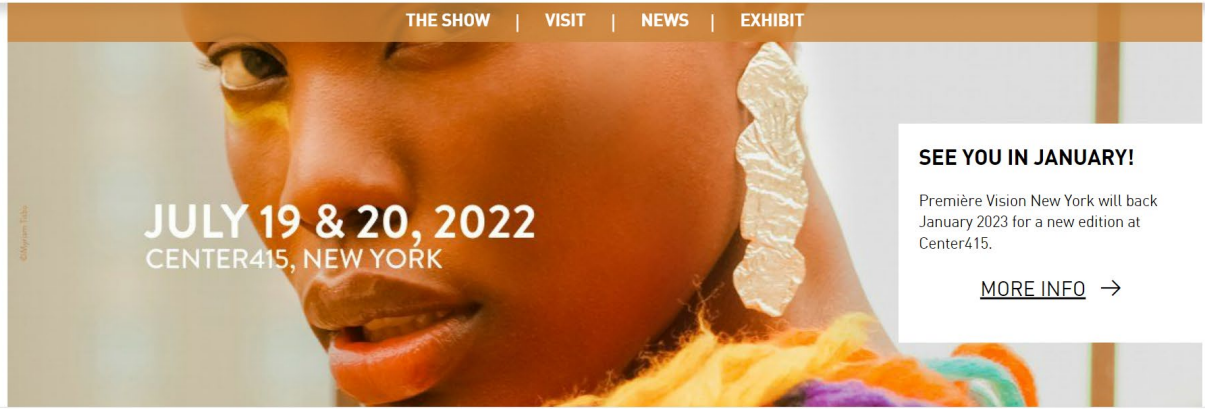 THE SHOW | VISIT | NEWS | EXHIBIT
SEE YOU IN JANUARY!
Première Vision New York will back
January 2023 for a new edition at
Center415.
MORE INFO →
JULY 19 & 20, 2022
CENTER415, NEW YORK